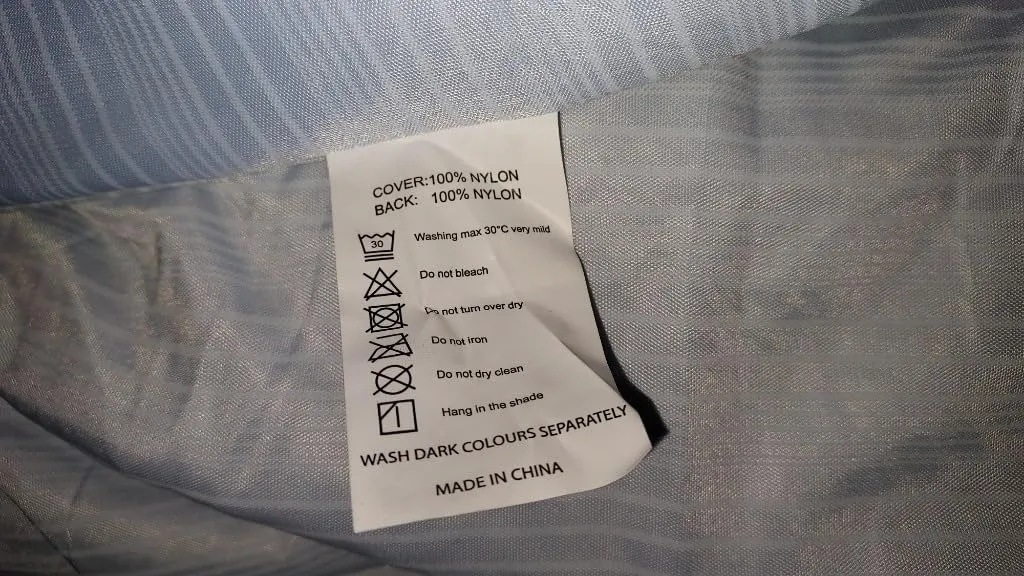 COVER:100% NYLON
BACK: 100% NYLON
30
Washing max 30°C very mild
Do not bleach
Do not turn over dry
Do not iron
Do not dry clean
Hang in the shade
WASH DARK COLOURS SEPARATELY
MADE IN CHINA